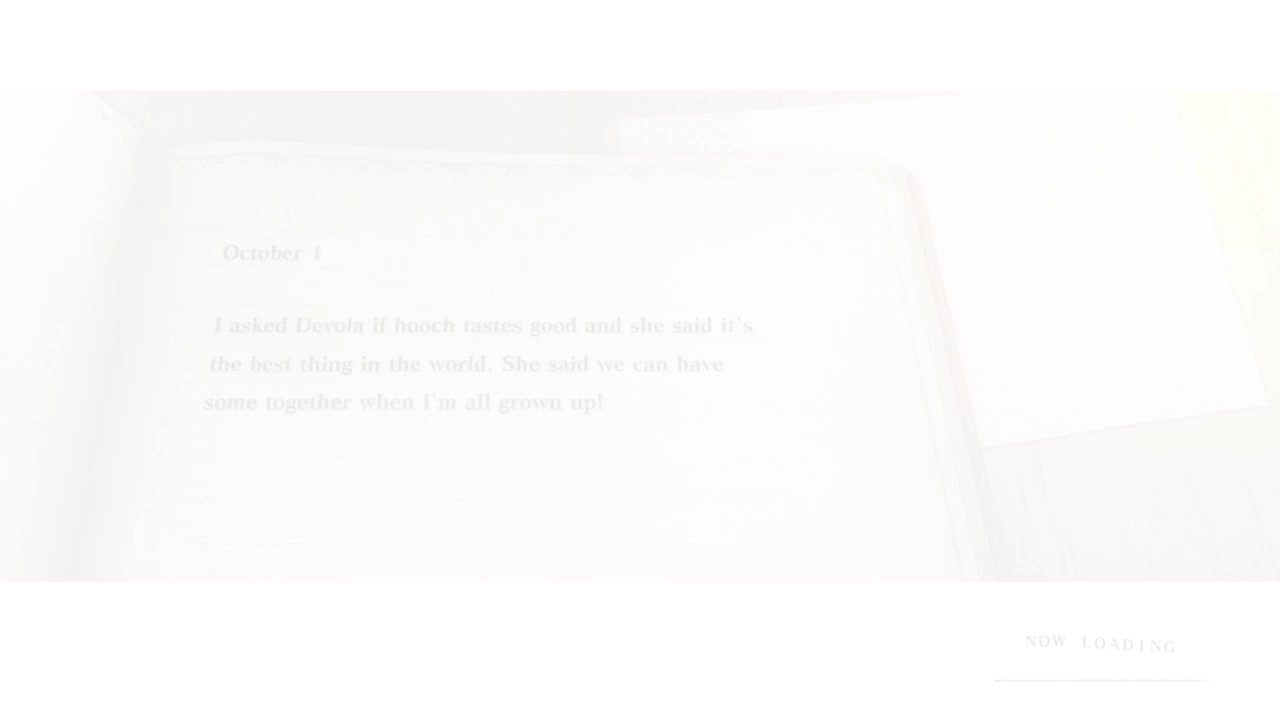 October 1
I asked Devola if hooch tastes good and she said it's
the best thing in the world. She said we can have
some together when I'm all grown up!
NOW LOADING